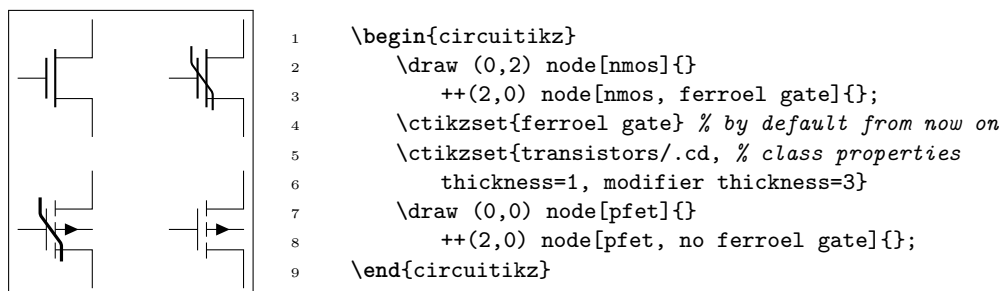 1 \begin{circuitikz}
2 \draw (0,2) node[nmos]{}
3 ++(2,0) node[nmos, ferroel gate]{};
4 \ctikzset{ferroel gate} % by default from now on
5 \ctikzset{transistors/.cd, % class properties
6 thickness=1, modifier thickness=3}
7 \draw (0,0) node[pfet]{}
8 ++(2,0) node[pfet, no ferroel gate]{};
9 \end{circuitikz}